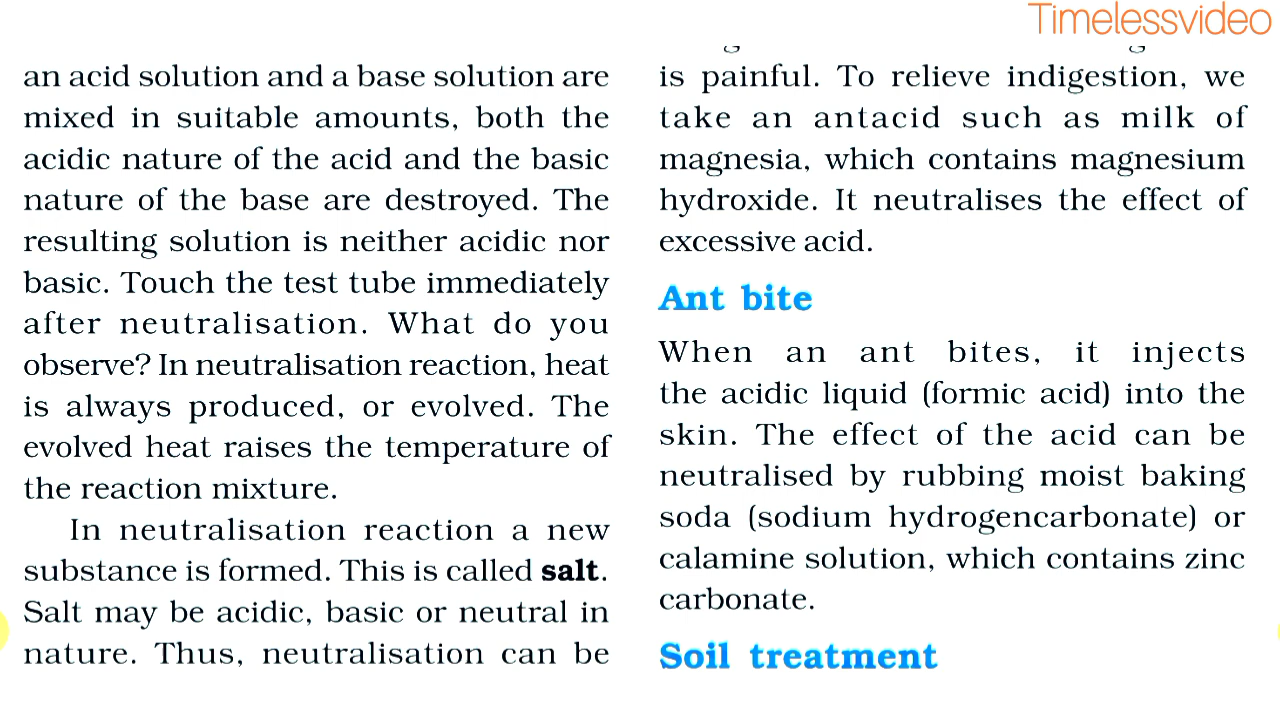 Timelessvideo
an acid solution and a base solution are
mixed in suitable amounts, both the
acidic nature of the acid and the basic
nature of the base are destroyed. The
resulting solution is neither acidic nor
basic. Touch the test tube immediately
after neutralisation. What do you
observe? In neutralisation reaction, heat
is always produced, or evolved. The
evolved heat raises the temperature of
the reaction mixture.
In neutralisation reaction a new
substance is formed. This is called salt.
Salt may be acidic, basic or neutral in
nature. Thus, neutralisation can be
is painful. To relieve indigestion, we
take an antacid such as milk of
magnesia, which contains magnesium
hydroxide. It neutralises the effect of
excessive acid.
Ant bite
When an ant bites, it injects
the acidic liquid (formic acid) into the
skin. The effect of the acid can be
neutralised by rubbing moist baking
soda (sodium hydrogencarbonate) or
calamine solution, which contains zinc
carbonate.
Soil treatment